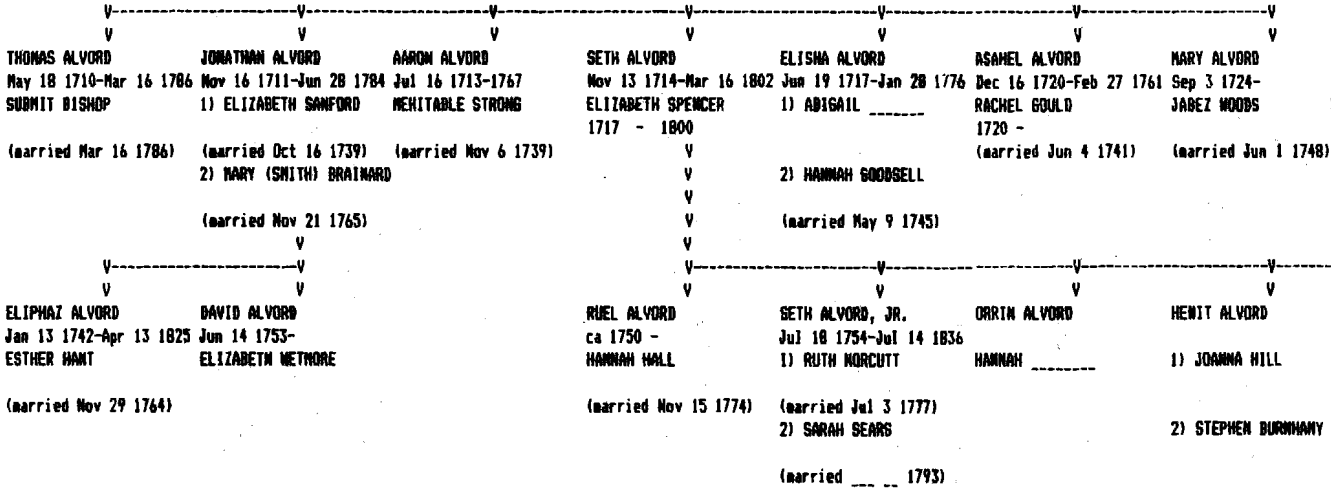 THOMAS ALVORD
May 18 1710-Mar 16 1786
SUBMIT BISHOP
(married Mar 16 1786)
JONATHAN ALVORD
Nov 16 1711-Jun 28 1784
1) ELIZABETH SANFORD
(married Oct 16 1739)
2) MARY (SMITH) BRAINARD
(married Nov 21 1765)
AARON ALVORD
Jul 16 1713-1767
MEHITABLE STRONG
(married Nov 6 1739)
SETH ALVORD
Nov 13 1714-Mar 16 1802
ELIZABETH SPENCER
1717 - 1800
ELISHA ALVORD
Jun 19 1717-Jan 28 1776
1) ABIGAIL _______
2) HANNAH GOODSELL
(married May 9 1745)
ASAHEL ALVORD
Dec 16 1720-Feb 27 1761
RACHEL GOULD
1720 -
(married Jun 4 1741)
MARY ALVORD
Sep 3 1724-
JABEZ WOODS
(married Jun 1 1748)
ELIPHAZ ALVORD
Jan 13 1742-Apr 13 1825
ESTHER HANT
(married Nov 29 1764)
DAVID ALVORD
Jun 14 1753-
ELIZABETH WETMORE
RUEL ALVORD
ca 1750 -
HANNAH HALL
(married Nov 15 1774)
SETH ALVORD, JR.
Jul 18 1754-Jul 14 1836
1) RUTH NORCUTT
(married Jul 3 1777)
2) SARAH SEARS
(married ___ __ 1793)
ORRIN ALVORD
HANNAH ________
HENIT ALVORD
1) JOANNA HILL
2) STEPHEN BURNHAMY